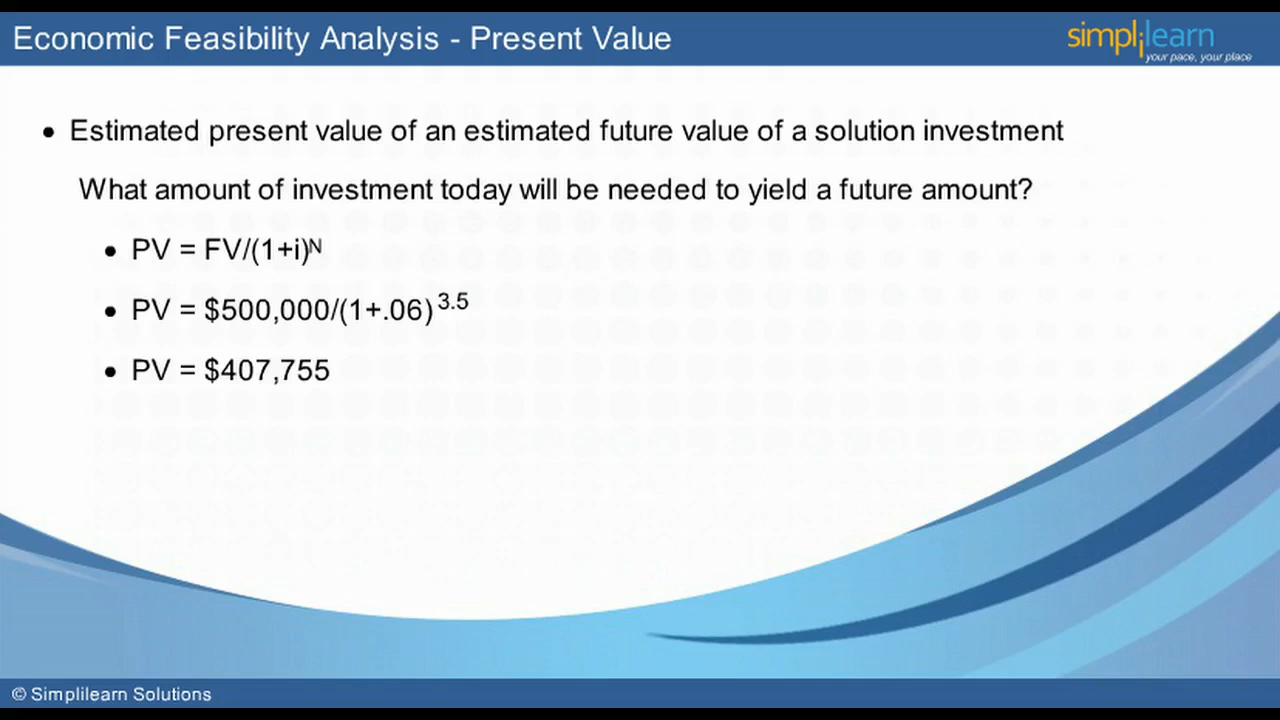 Economic Feasibility Analysis - Present Value
simplilearn
your pace, your place
• Estimated present value of an estimated future value of a solution investment
What amount of investment today will be needed to yield a future amount?
• PV = FV/(1+i)ᴺ
• PV = $500,000/(1+.06)³·⁵
• PV = $407,755
© Simplilearn Solutions